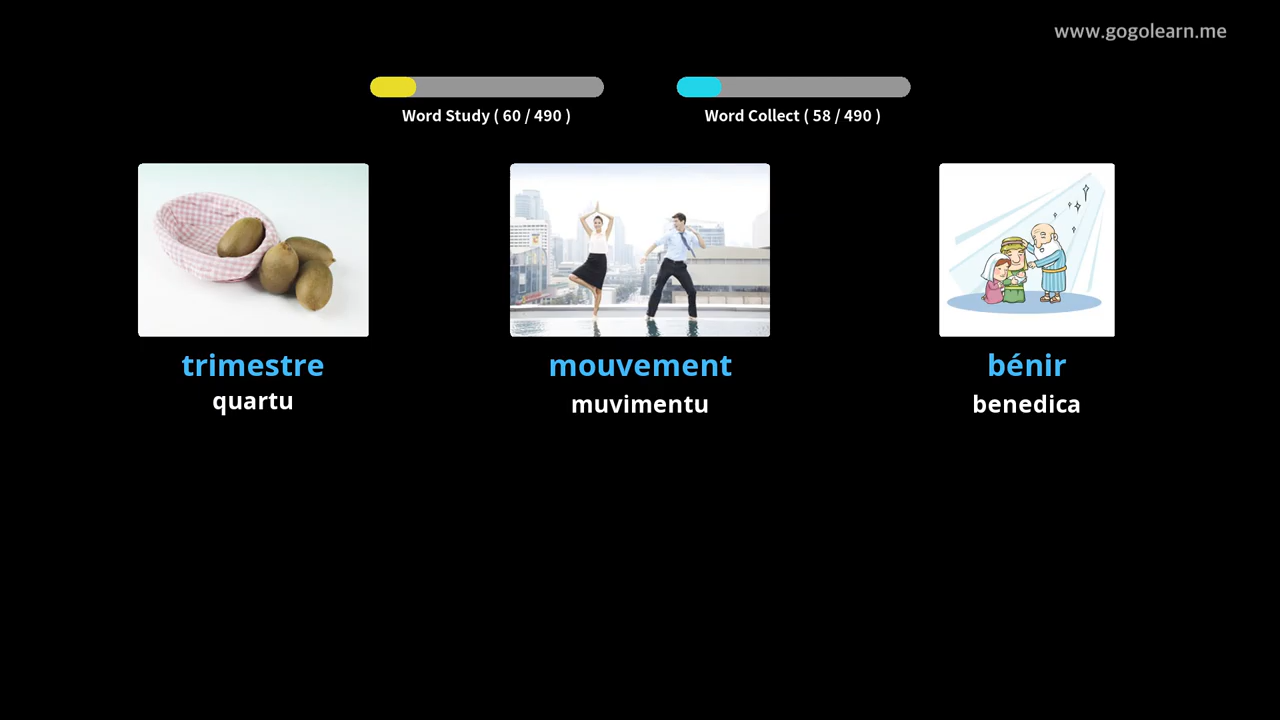 www.gogolearn.me
Word Study ( 60 / 490 )
Word Collect ( 58 / 490 )
trimestre
quartu
mouvement
muvimentu
bénir
benedica